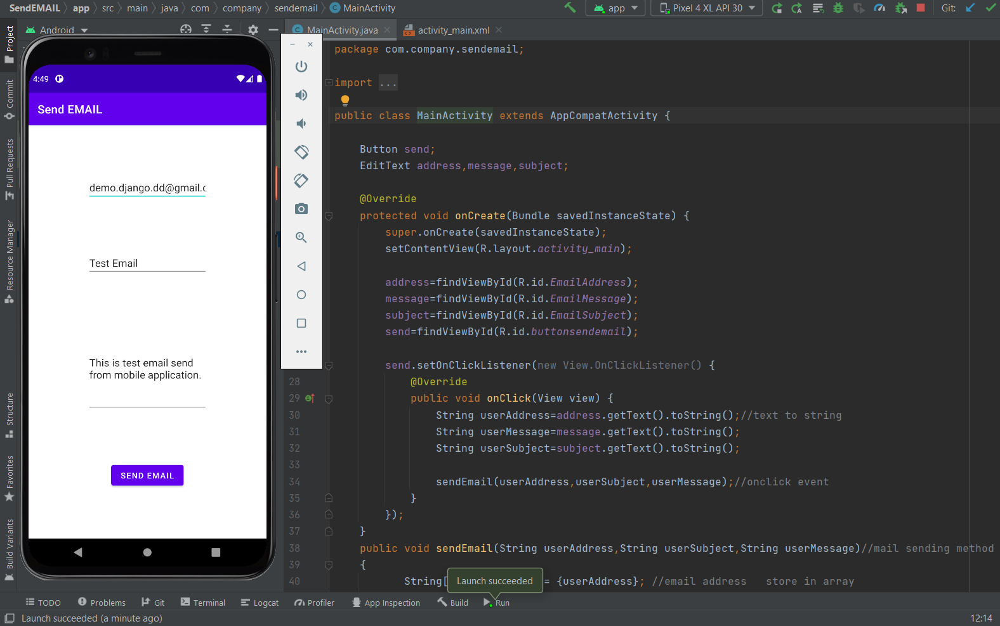 SendEMAIL app src main java com company sendemail MainActivity
app Pixel 4 XL API 30 Git:
Project
Commit
Pull Requests
Resource Manager
Structure
Favorites
Build Variants
Android
4:49
Send EMAIL
demo.django.dd@gmail.c
Test Email
This is test email send
from mobile application.
SEND EMAIL
MainActivity.java activity_main.xml
package com.company.sendemail;
import ...
public class MainActivity extends AppCompatActivity {
Button send;
EditText address,message,subject;
@Override
protected void onCreate(Bundle savedInstanceState) {
super.onCreate(savedInstanceState);
setContentView(R.layout.activity_main);
address=findViewById(R.id.EmailAddress);
message=findViewById(R.id.EmailMessage);
subject=findViewById(R.id.EmailSubject);
send=findViewById(R.id.buttonsendemail);
send.setOnClickListener(new View.OnClickListener() {
28 @Override
29 public void onClick(View view) {
30 String userAddress=address.getText().toString();//text to string
31 String userMessage=message.getText().toString();
32 String userSubject=subject.getText().toString();
33
34 sendEmail(userAddress,userSubject,userMessage);//onclick event
35 }
36 });
37 }
38 public void sendEmail(String userAddress,String userSubject,String userMessage)//mail sending method
39 {
40 String[ = {userAddress}; //email address store in array
Launch succeeded
TODO Problems Git Terminal Logcat Profiler App Inspection Build Run
Launch succeeded (a minute ago) 12:14